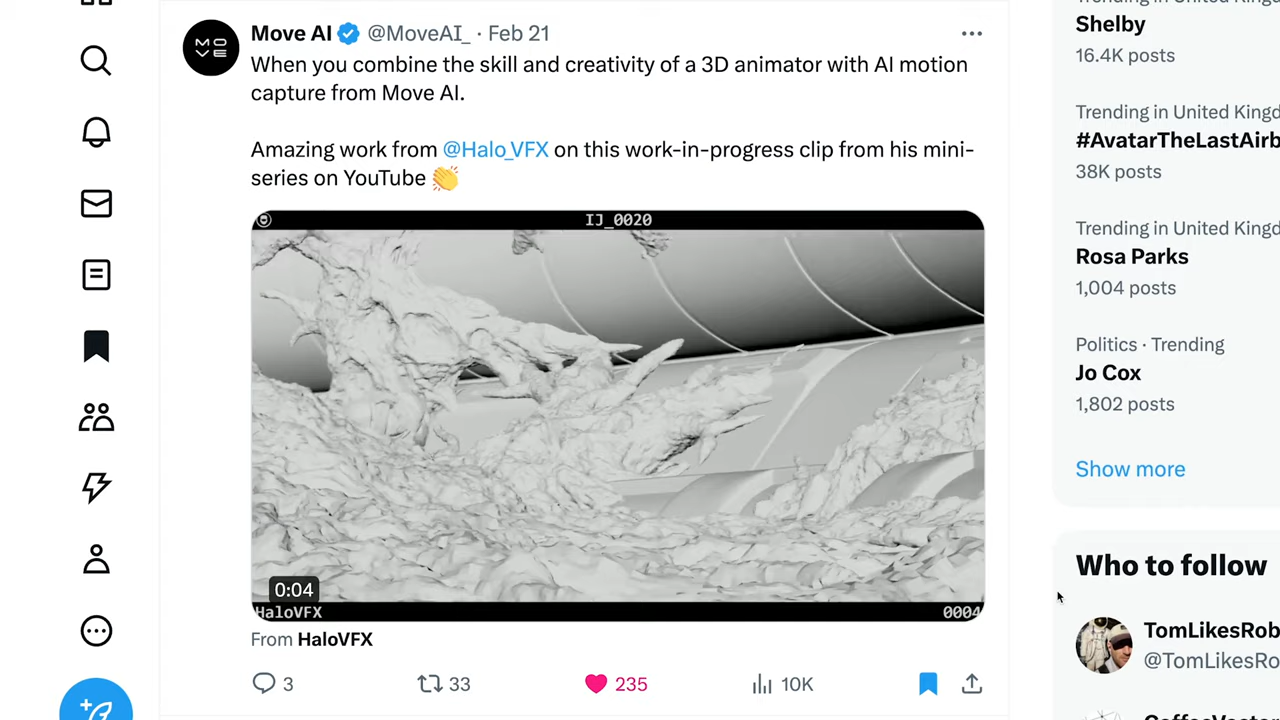 MOVE
Move AI @MoveAI_ · Feb 21
When you combine the skill and creativity of a 3D animator with AI motion
capture from Move AI.
Amazing work from @Halo_VFX on this work-in-progress clip from his mini-
series on YouTube 👏
IJ_0020
0:04
HaloVFX
0004
From HaloVFX
3
33
235
10K
Shelby
16.4K posts
Trending in United Kingd
#AvatarTheLastAirb
38K posts
Trending in United Kingd
Rosa Parks
1,004 posts
Politics · Trending
Jo Cox
1,802 posts
Show more
Who to follow
TomLikesRob
@TomLikesRo